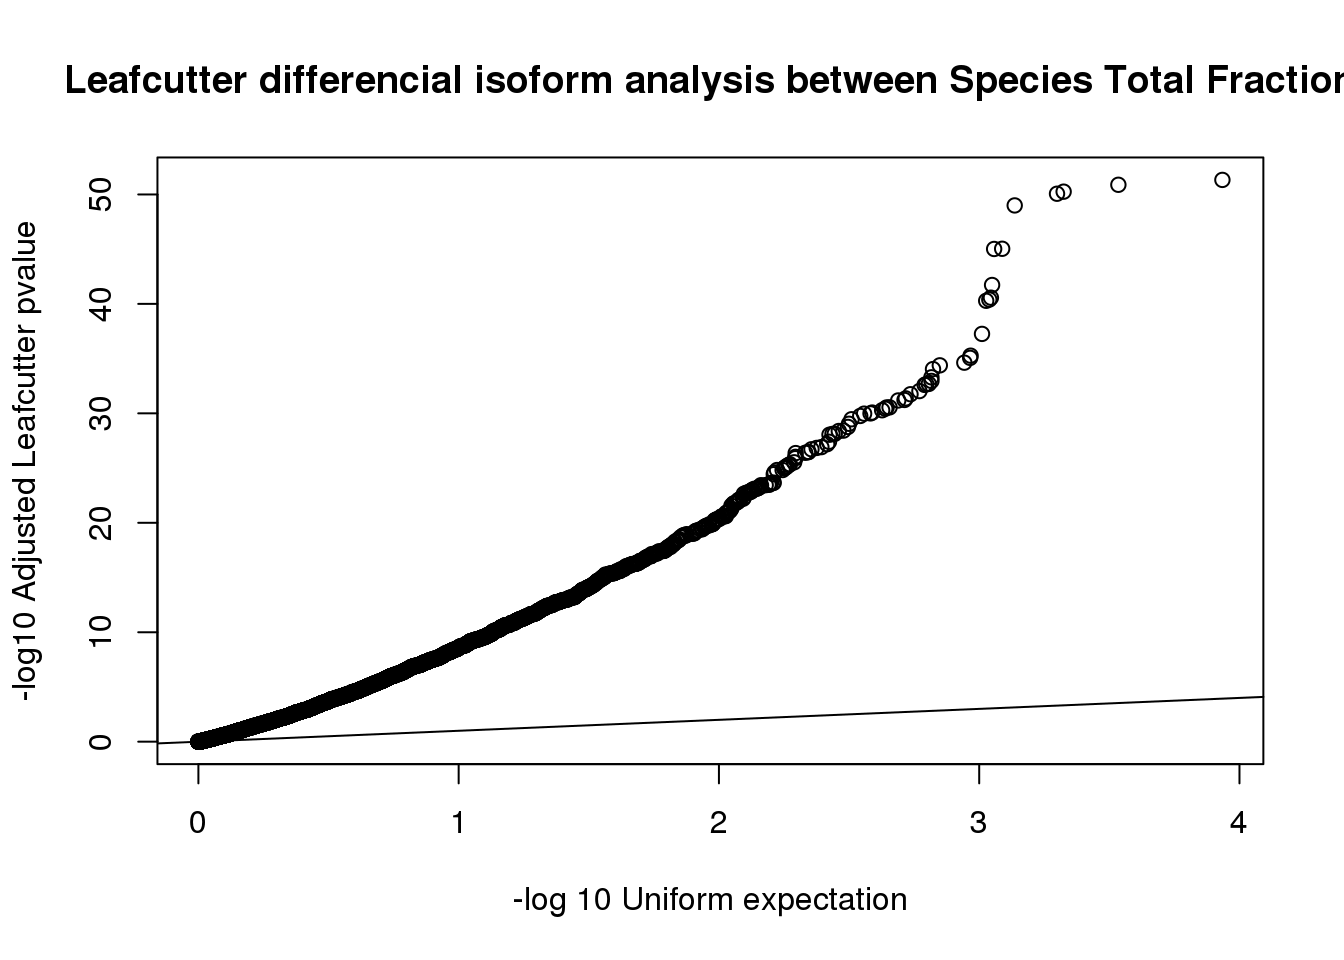 Leafcutter differencial isoform analysis between Species Total Fraction
-log10 Adjusted Leafcutter pvalue
50
40
30
20
10
0
0 1 2 3 4
-log 10 Uniform expectation